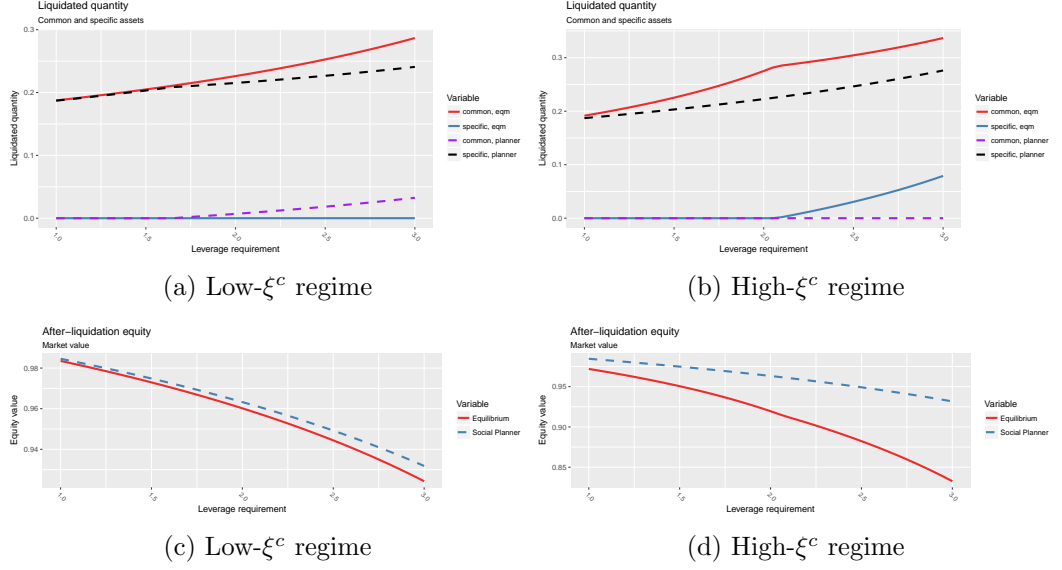 Liquidated quantity
Common and specific assets
Liquidated quantity
0.3
0.2
0.1
0.0
1.0
1.5
2.0
2.5
3.0
Leverage requirement
Variable
common, eqm
specific, eqm
common, planner
specific, planner
(a) Low-ξᶜ regime
Liquidated quantity
Common and specific assets
Liquidated quantity
0.3
0.2
0.1
0.0
1.0
1.5
2.0
2.5
3.0
Leverage requirement
Variable
common, eqm
specific, eqm
common, planner
specific, planner
(b) High-ξᶜ regime
After-liquidation equity
Market value
Equity value
0.98
0.96
0.94
1.0
1.5
2.0
2.5
3.0
Leverage requirement
Variable
Equilibrium
Social Planner
(c) Low-ξᶜ regime
After-liquidation equity
Market value
Equity value
0.95
0.90
0.85
1.0
1.5
2.0
2.5
3.0
Leverage requirement
Variable
Equilibrium
Social Planner
(d) High-ξᶜ regime